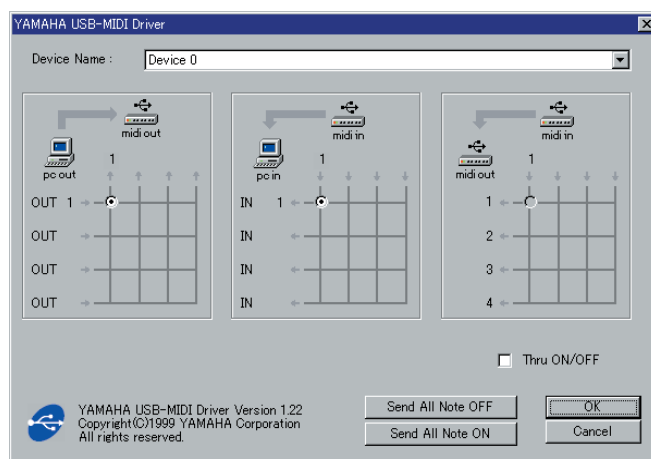 YAMAHA USB-MIDI Driver
Device Name : Device 0
midi out
pc out
1
OUT 1
OUT
OUT
OUT
midi in
pc in
1
IN 1
IN
IN
IN
midi in
midi out
1
1
2
3
4
Thru ON/OFF
YAMAHA USB-MIDI Driver Version 1.22
Copyright(C)1999 YAMAHA Corporation
All rights reserved.
Send All Note OFF
Send All Note ON
OK
Cancel